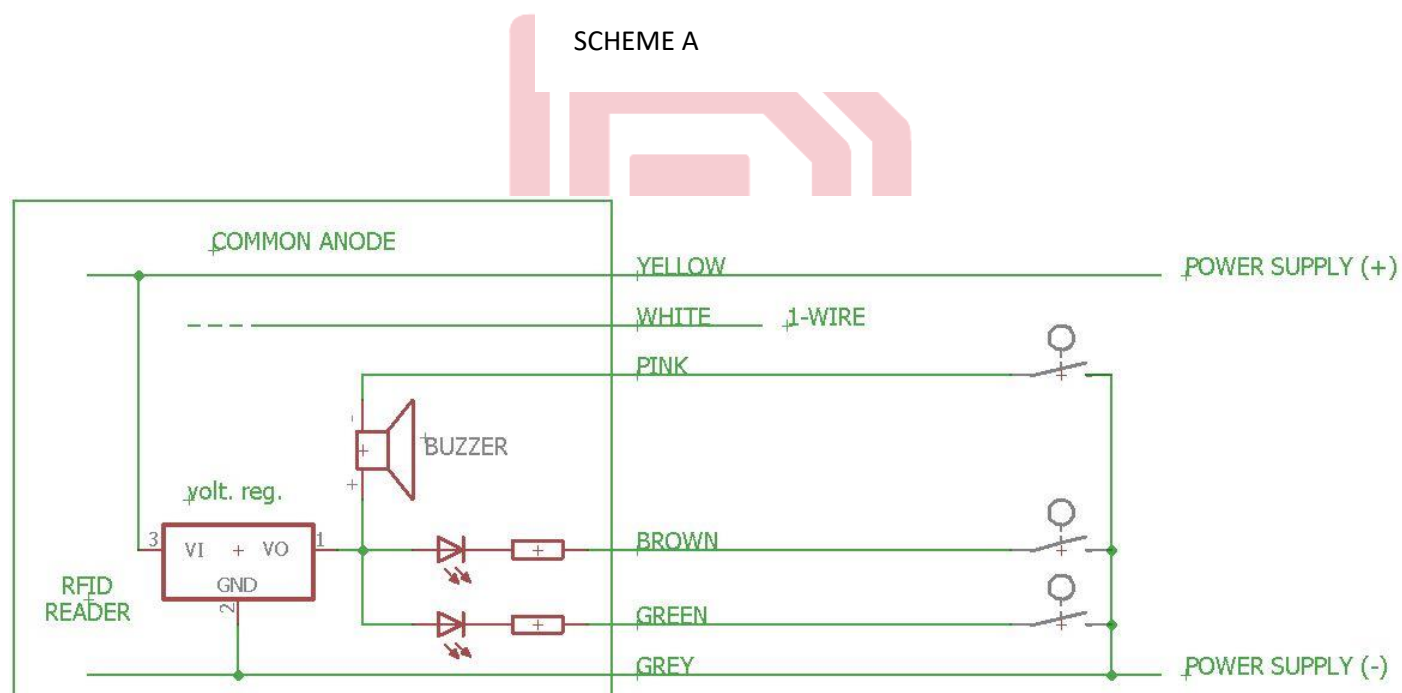 SCHEME A
COMMON ANODE
YELLOW
POWER SUPPLY (+)
WHITE
1-WIRE
PINK
-
BUZZER
+
volt. reg.
3
VI + VO
1
BROWN
GND
2
RFID
READER
GREEN
GREY
POWER SUPPLY (-)